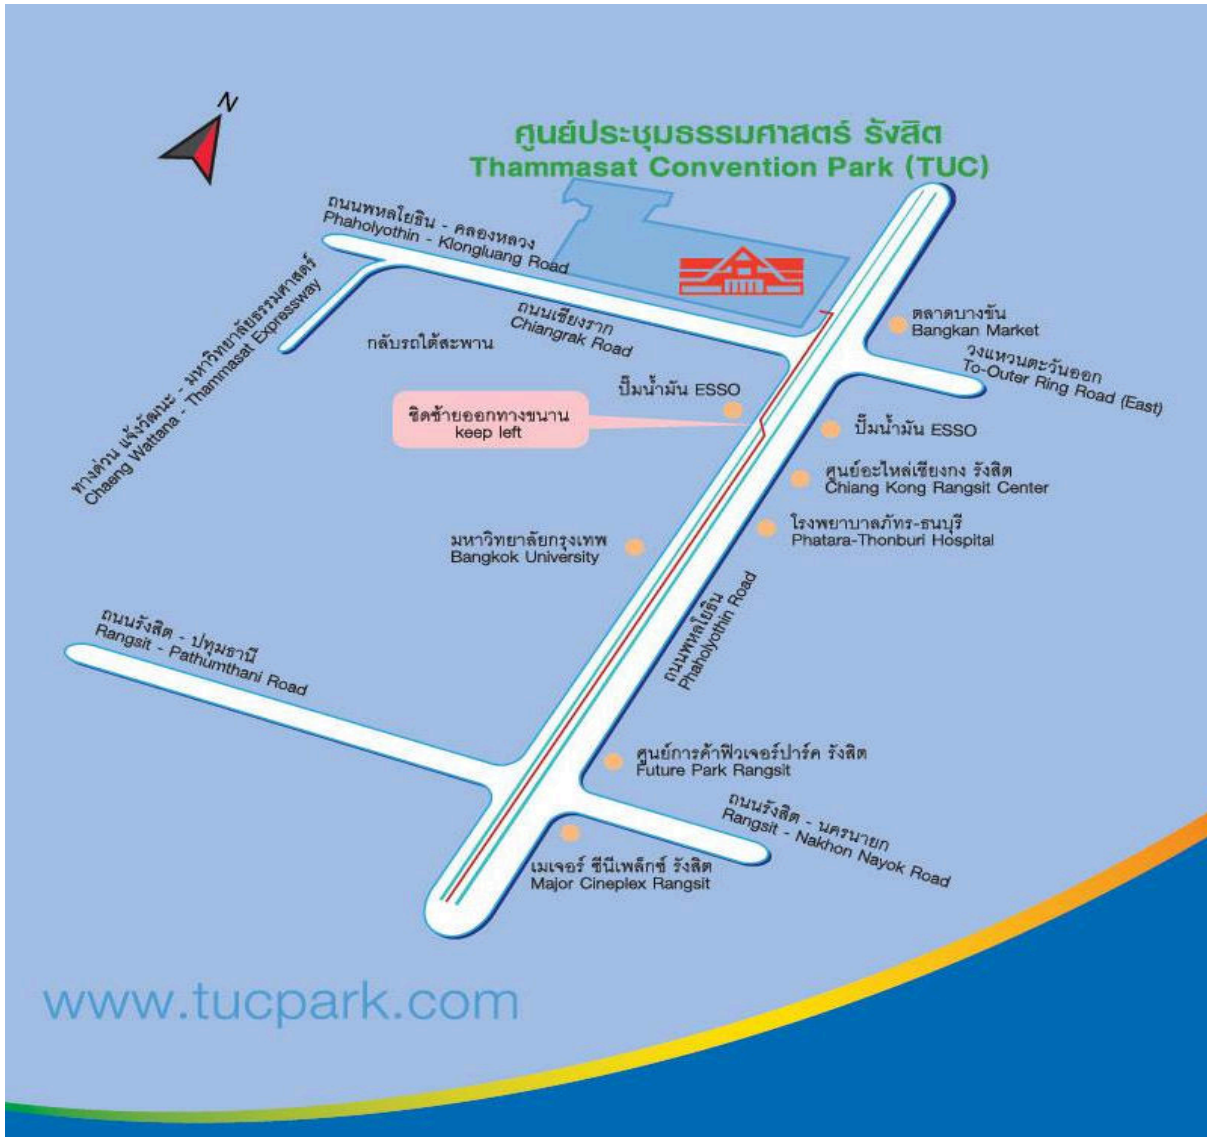 N
ศูนย์ประชุมธรรมศาสตร์ รังสิต
Thammasat Convention Park (TUC)
ถนนพหลโยธิน - คลองหลวง
Phaholyothin - Klongluang Road
ทางด่วน แจ้งวัฒนะ - มหาวิทยาลัยธรรมศาสตร์
Chaeng Wattana - Thammasat Expressway
ถนนเชียงราก
Chiangrak Road
กลับรถใต้สะพาน
ตลาดบางขัน
Bangkan Market
วงแหวนตะวันออก
To-Outer Ring Road (East)
ปั๊มน้ำมัน ESSO
ชิดซ้ายออกทางขนาน
keep left
ปั๊มน้ำมัน ESSO
ศูนย์อะไหล่เชียงกง รังสิต
Chiang Kong Rangsit Center
โรงพยาบาลภัทร-ธนบุรี
Phatara-Thonburi Hospital
มหาวิทยาลัยกรุงเทพ
Bangkok University
ถนนพหลโยธิน
Phaholyothin Road
ถนนรังสิต - ปทุมธานี
Rangsit - Pathumthani Road
ศูนย์การค้าฟิวเจอร์ปาร์ค รังสิต
Future Park Rangsit
ถนนรังสิต - นครนายก
Rangsit - Nakhon Nayok Road
เมเจอร์ ซีนีเพล็กซ์ รังสิต
Major Cineplex Rangsit
www.tucpark.com